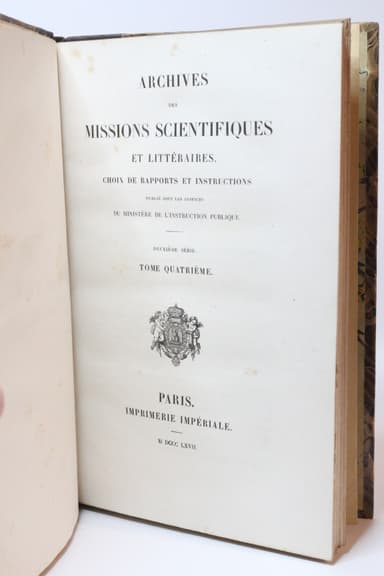 ARCHIVES
DES
MISSIONS SCIENTIFIQUES
ET LITTÉRAIRES.
CHOIX DE RAPPORTS ET INSTRUCTIONS
PUBLIÉ SOUS LES AUSPICES
DU MINISTÈRE DE L'INSTRUCTION PUBLIQUE
DEUXIÈME SÉRIE.
TOME QUATRIÈME.
PARIS.
IMPRIMERIE IMPÉRIALE.
M DCCC LXVII